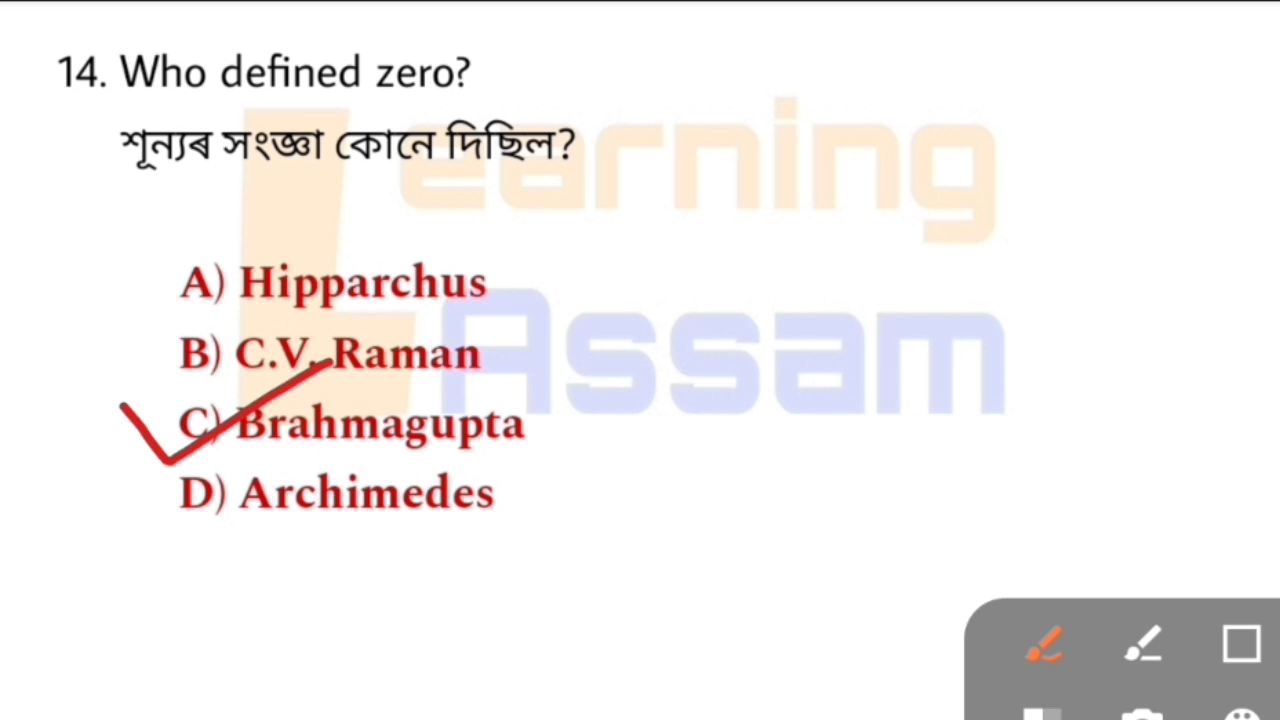 14. Who defined zero?
শূন্যৰ সংজ্ঞা কোনে দিছিল?
Learning
Assam
A) Hipparchus
B) C.V. Raman
C) Brahmagupta
D) Archimedes